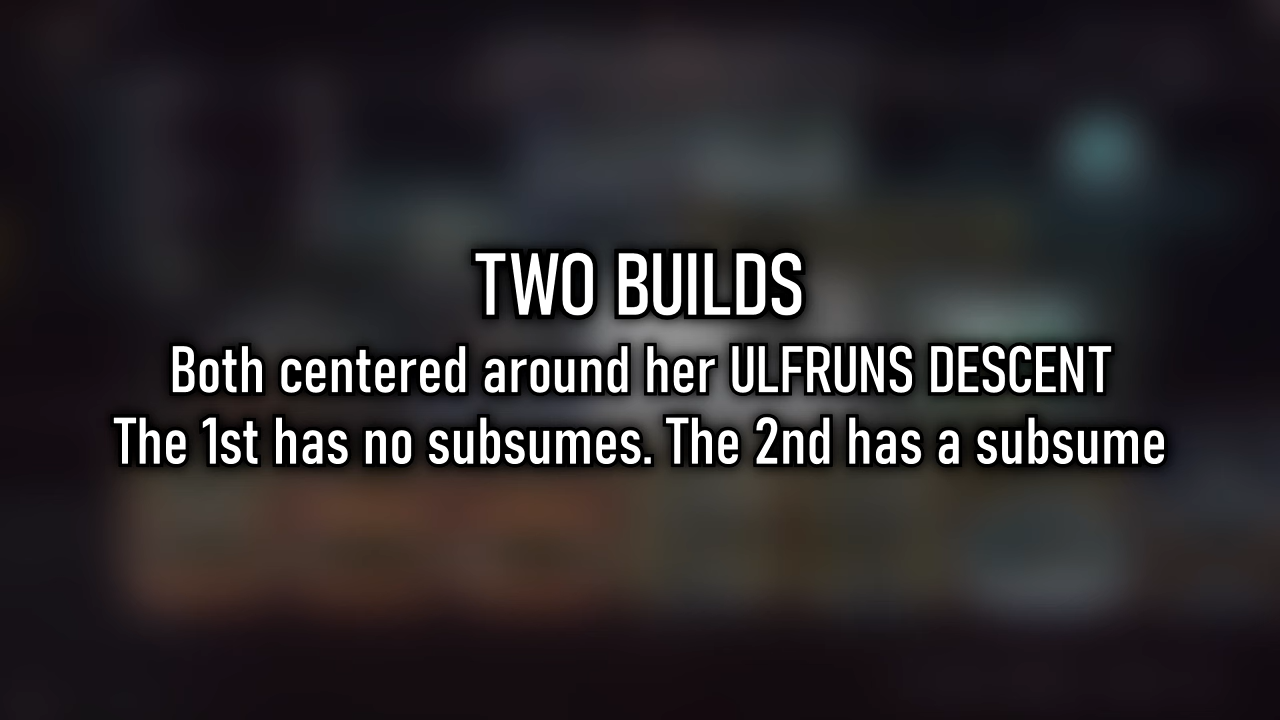 TWO BUILDS
Both centered around her ULFRUNS DESCENT
The 1st has no subsumes. The 2nd has a subsume